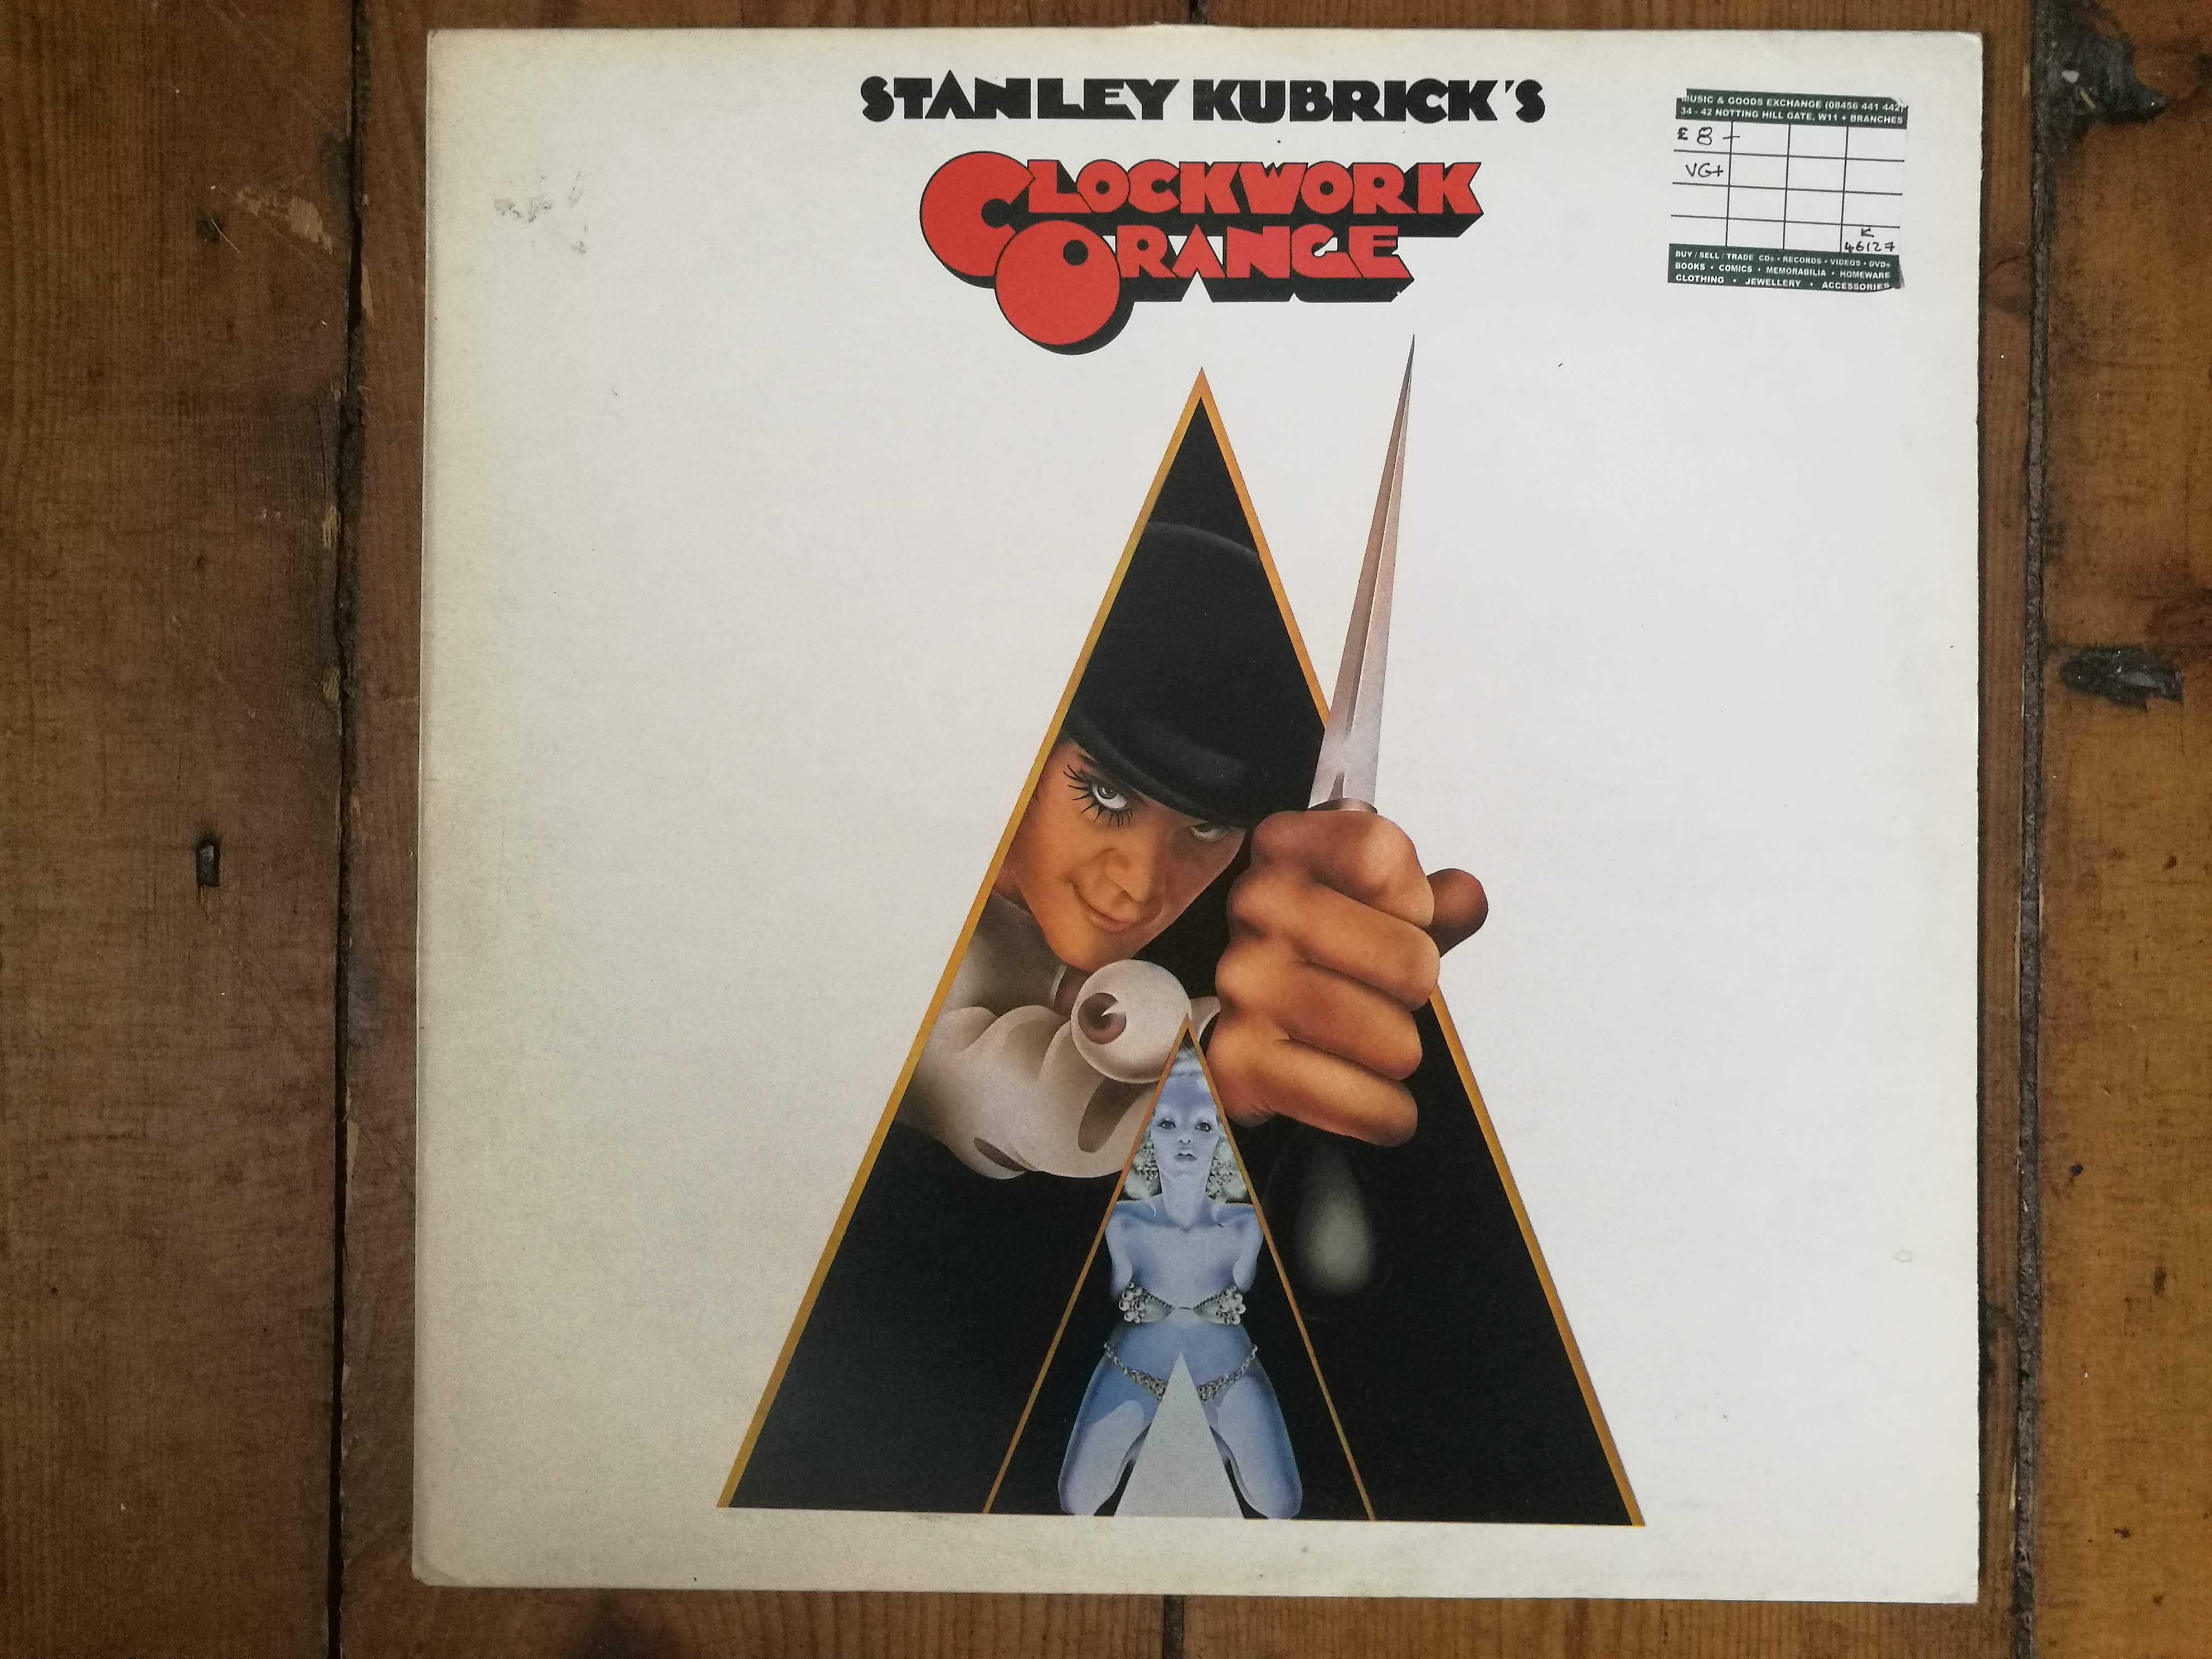 STANLEY KUBRICK'S
CLOCKWORK
ORANGE
MUSIC & GOODS EXCHANGE (08456 441 442)
34 - 42 NOTTING HILL GATE, W11 + BRANCHES
£ 8 -
VG+
K
46127
BUY / SELL / TRADE CDs • RECORDS • VIDEOS • DVDs
BOOKS • COMICS • MEMORABILIA • HOMEWARE
CLOTHING • JEWELLERY • ACCESSORIES